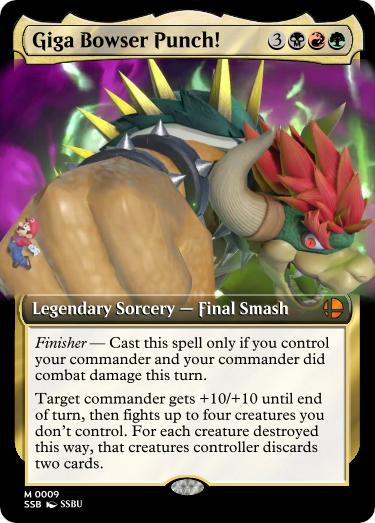 Giga Bowser Punch! 3
Legendary Sorcery — Final Smash
Finisher — Cast this spell only if you control
your commander and your commander did
combat damage this turn.
Target commander gets +10/+10 until end
of turn, then fights up to four creatures you
don't control. For each creature destroyed
this way, that creatures controller discards
two cards.
M 0009
SSB SSBU